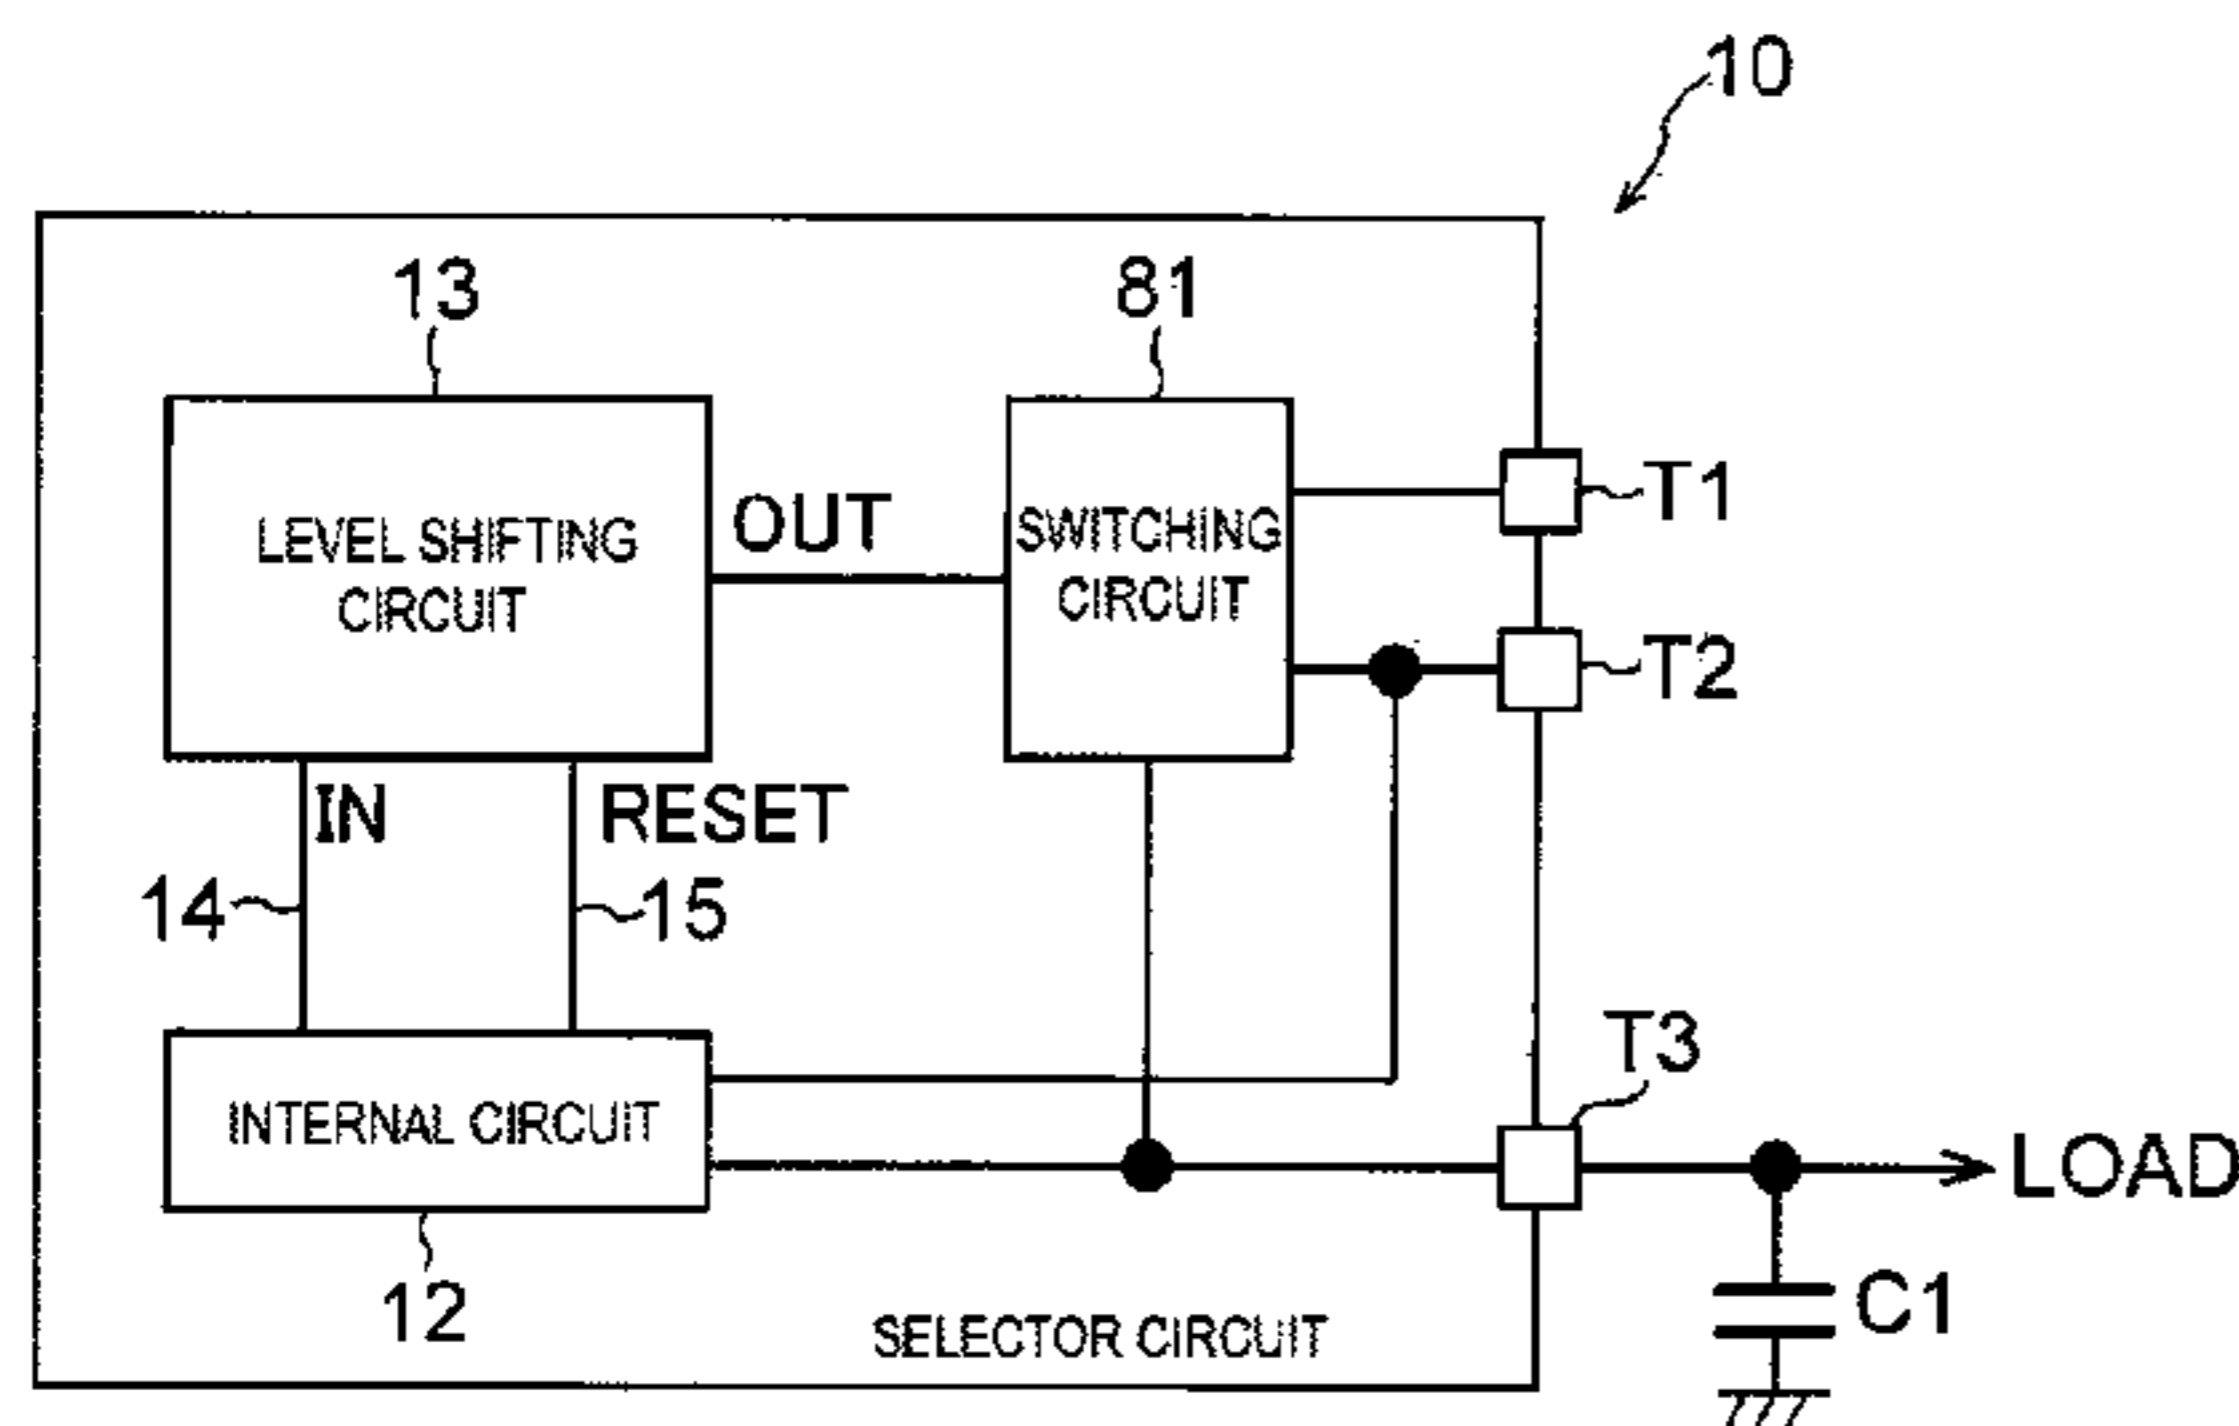 10
13
81
LEVEL SHIFTING
CIRCUIT
OUT
SWITCHING
CIRCUIT
T1
T2
IN
RESET
14
15
T3
INTERNAL CIRCUIT
LOAD
12
C1
SELECTOR CIRCUIT